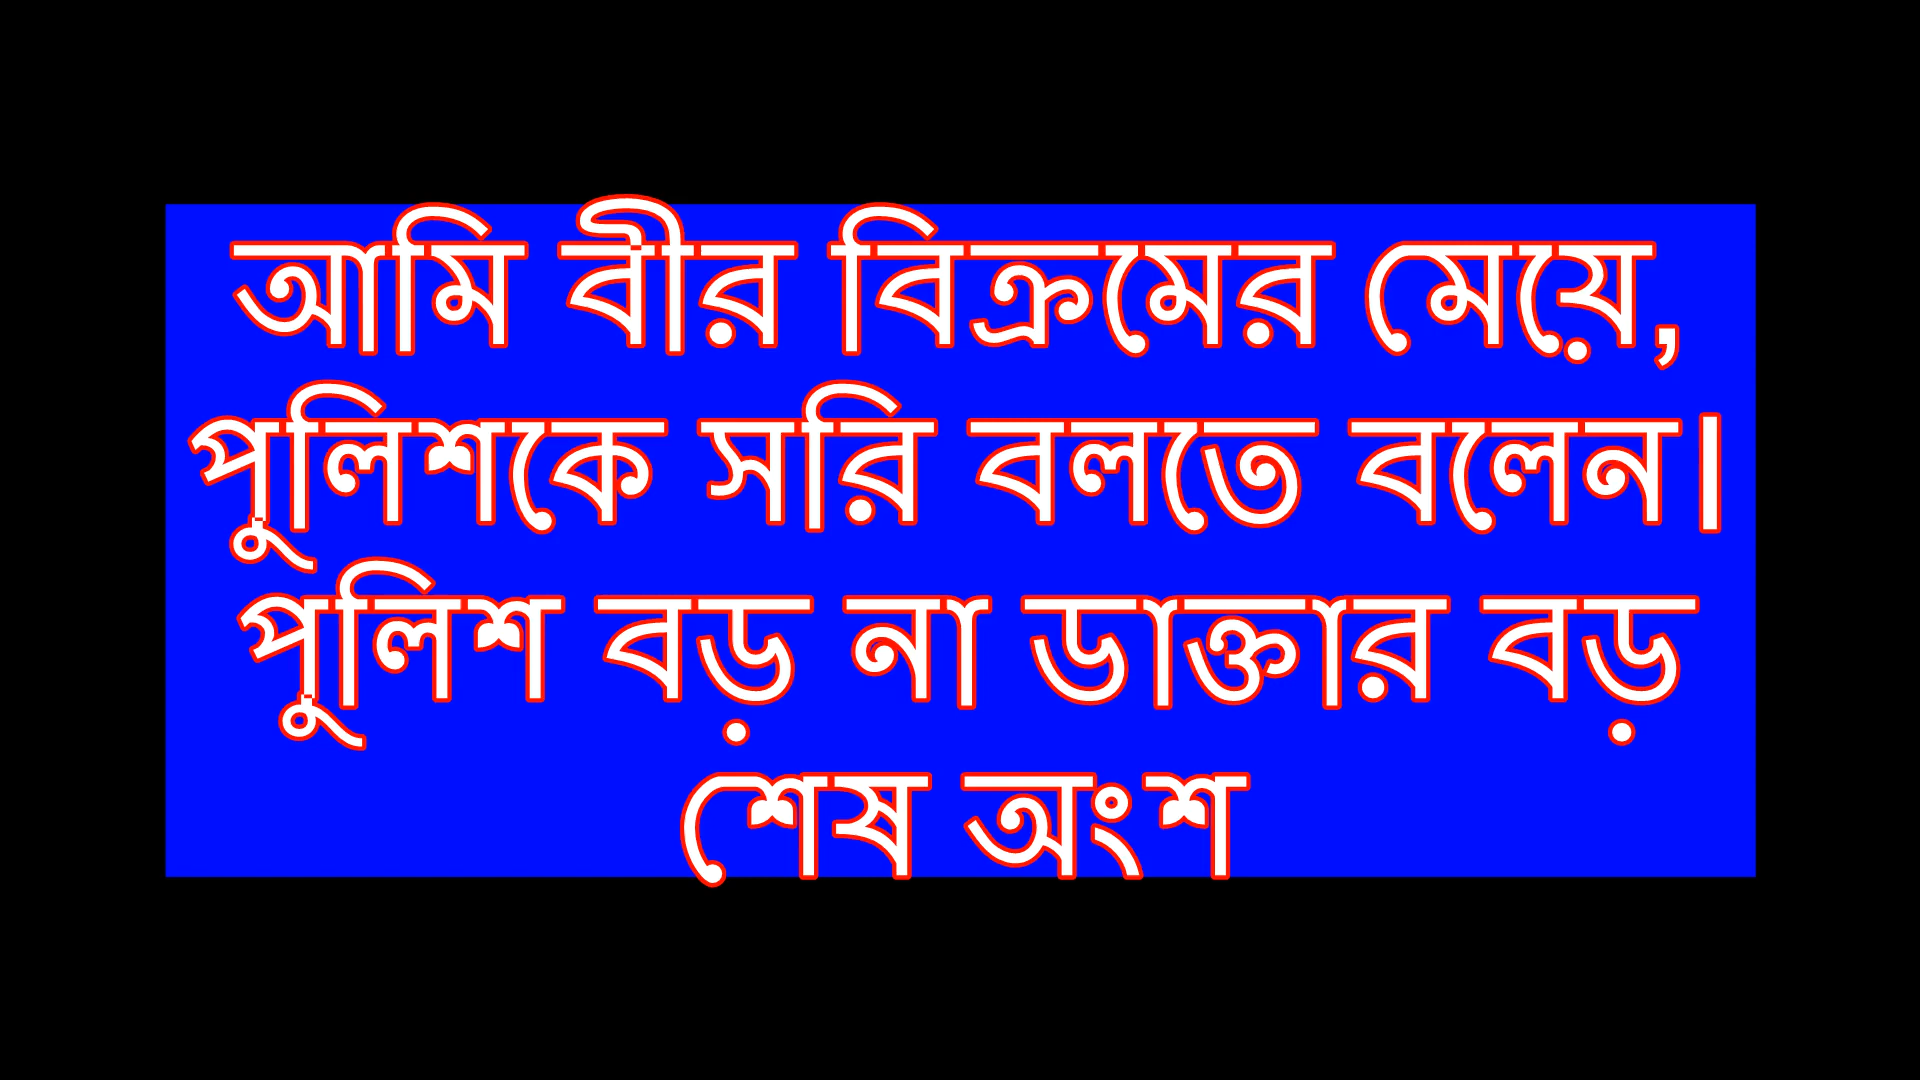 আমি বীর বিক্রমের মেয়ে,
পুলিশকে সরি বলতে বলেন।
পুলিশ বড় না ডাক্তার বড়
শেষ অংশ